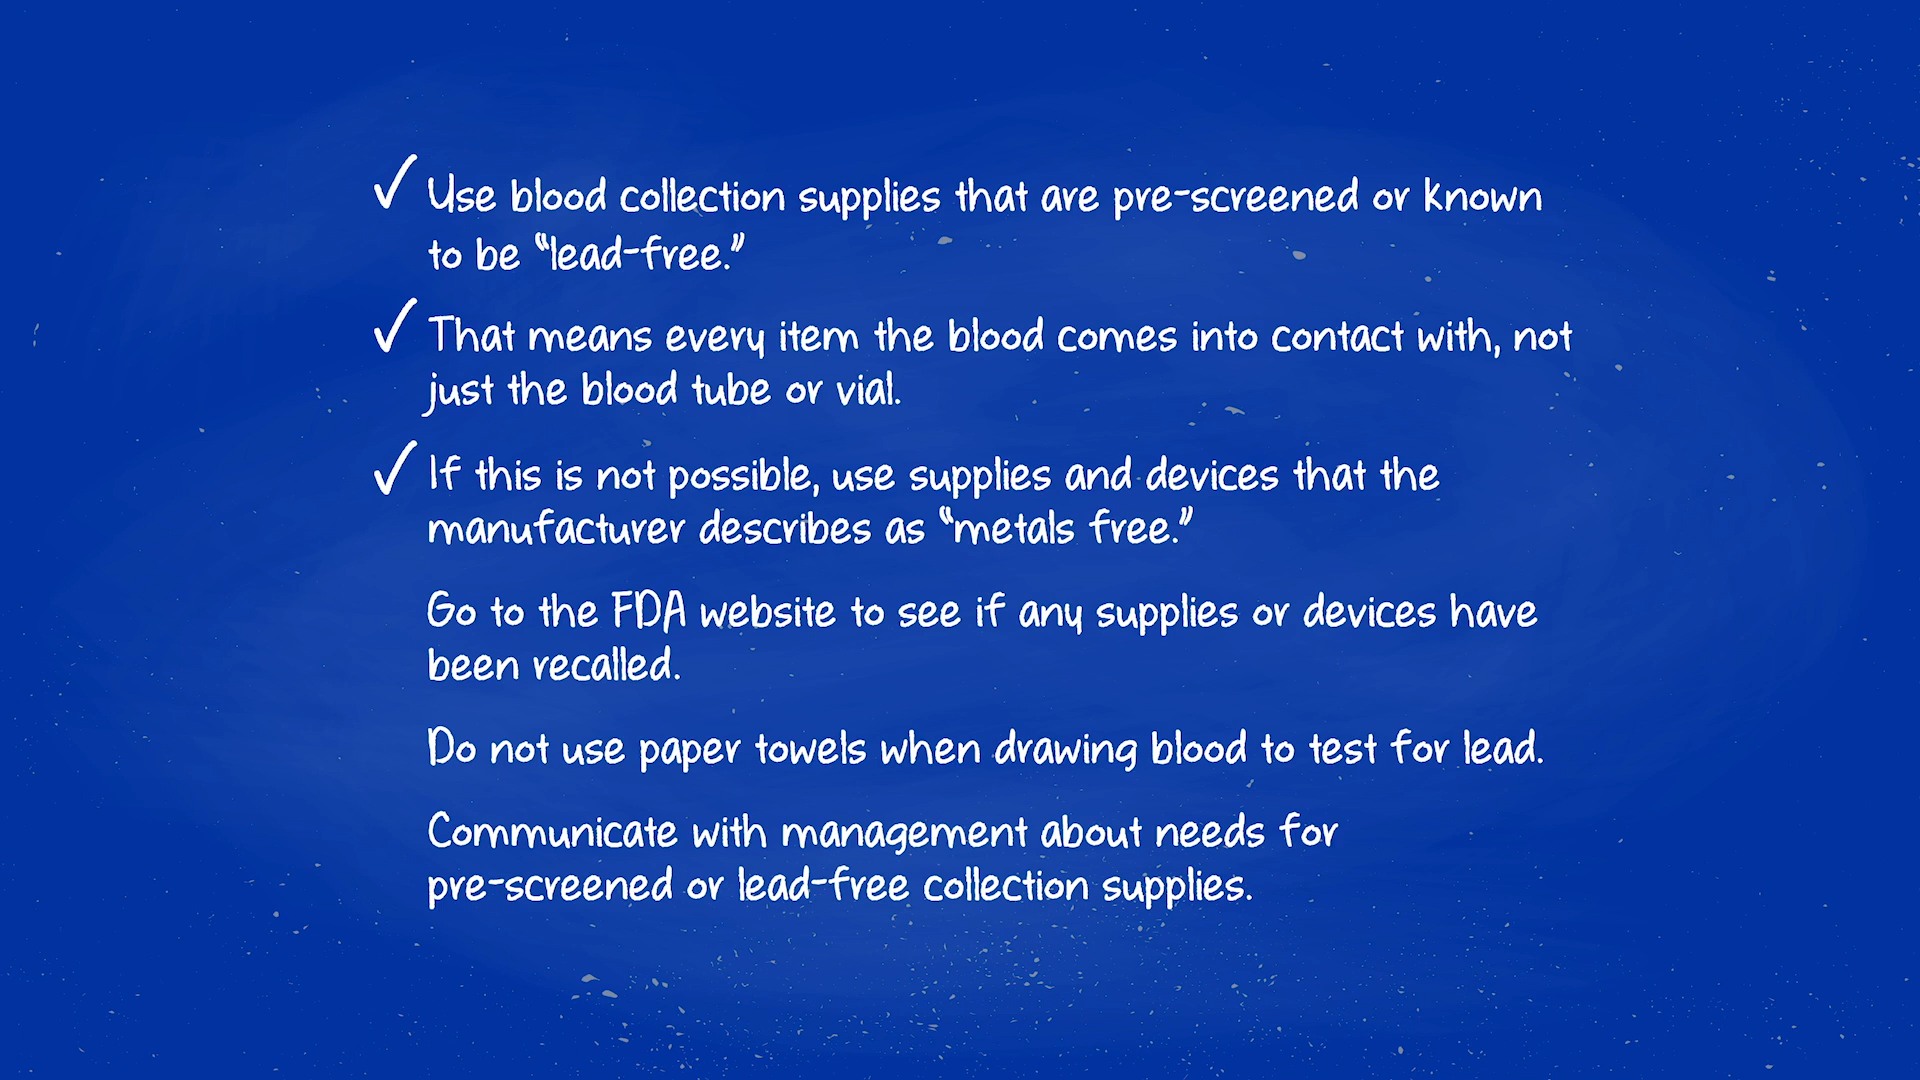 ✓ Use blood collection supplies that are pre-screened or known
to be “lead-free.”
✓ That means every item the blood comes into contact with, not
just the blood tube or vial.
✓ If this is not possible, use supplies and devices that the
manufacturer describes as “metals free.”
Go to the FDA website to see if any supplies or devices have
been recalled.
Do not use paper towels when drawing blood to test for lead.
Communicate with management about needs for
pre-screened or lead-free collection supplies.